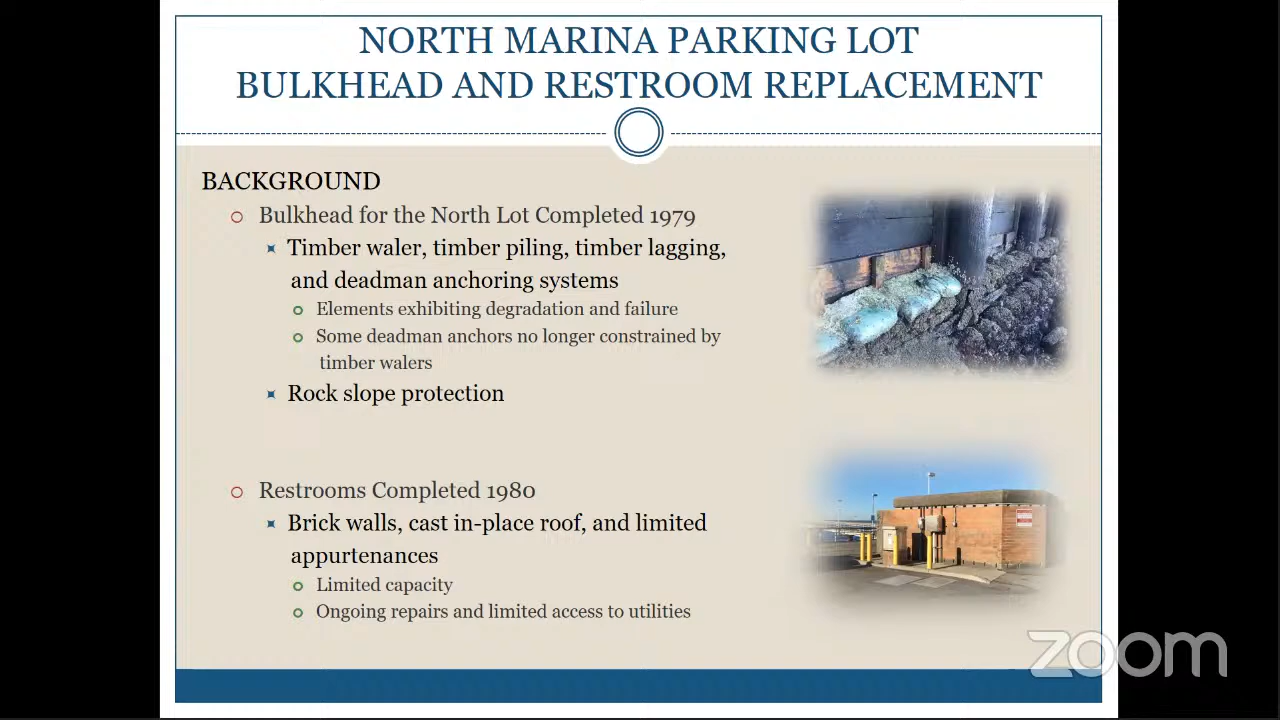 NORTH MARINA PARKING LOT
BULKHEAD AND RESTROOM REPLACEMENT
BACKGROUND
Bulkhead for the North Lot Completed 1979
Timber waler, timber piling, timber lagging,
and deadman anchoring systems
Elements exhibiting degradation and failure
Some deadman anchors no longer constrained by
timber walers
Rock slope protection
Restrooms Completed 1980
Brick walls, cast in-place roof, and limited
appurtenances
Limited capacity
Ongoing repairs and limited access to utilities
zoom